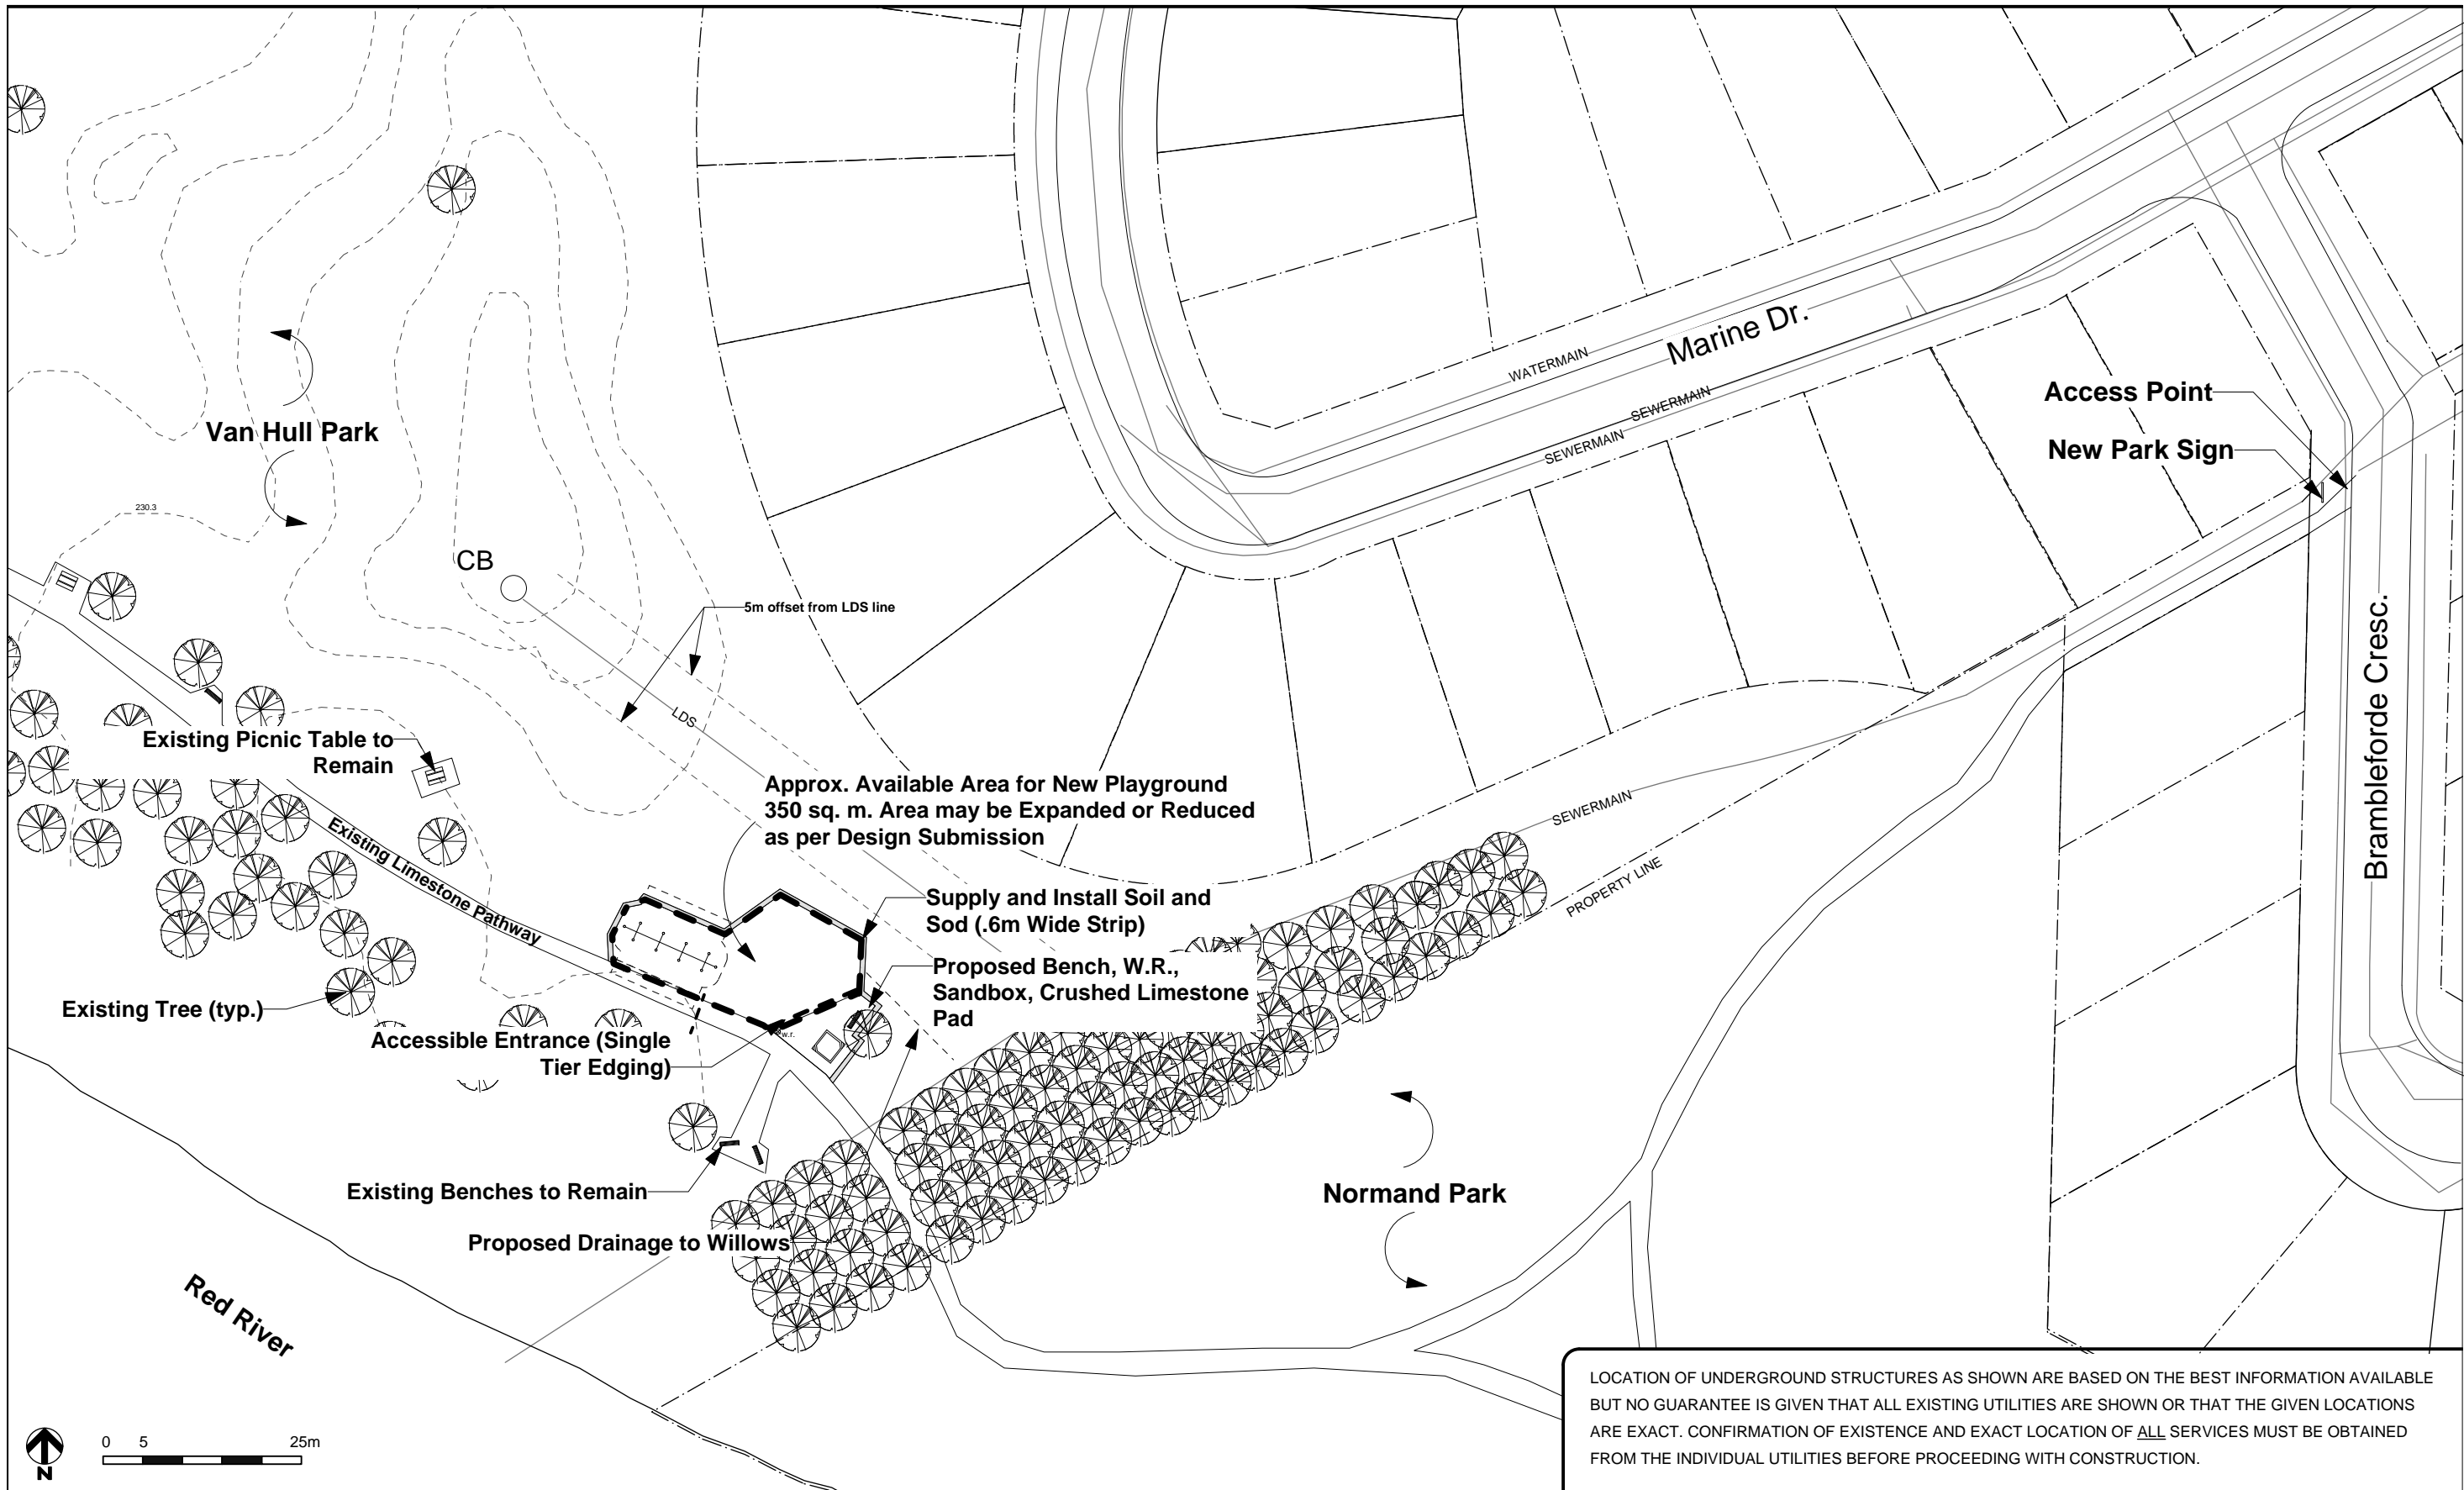 Marine Dr.
WATERMAIN
SEWERMAIN
SEWERMAIN
Access Point
New Park Sign
Van Hull Park
230.3
CB
5m offset from LDS line
LDS
Brambleforde Cresc.
Existing Picnic Table to
Remain
Approx. Available Area for New Playground
350 sq. m. Area may be Expanded or Reduced
as per Design Submission
SEWERMAIN
Existing Limestone Pathway
PROPERTY LINE
Supply and Install Soil and
Sod (.6m Wide Strip)
Proposed Bench, W.R.,
Sandbox, Crushed Limestone
Pad
Existing Tree (typ.)
w.r.
Accessible Entrance (Single
Tier Edging)
Existing Benches to Remain
Normand Park
Proposed Drainage to Willows
Red River
LOCATION OF UNDERGROUND STRUCTURES AS SHOWN ARE BASED ON THE BEST INFORMATION AVAILABLE
BUT NO GUARANTEE IS GIVEN THAT ALL EXISTING UTILITIES ARE SHOWN OR THAT THE GIVEN LOCATIONS
ARE EXACT. CONFIRMATION OF EXISTENCE AND EXACT LOCATION OF ALL SERVICES MUST BE OBTAINED
FROM THE INDIVIDUAL UTILITIES BEFORE PROCEEDING WITH CONSTRUCTION.
0 5 25m
N